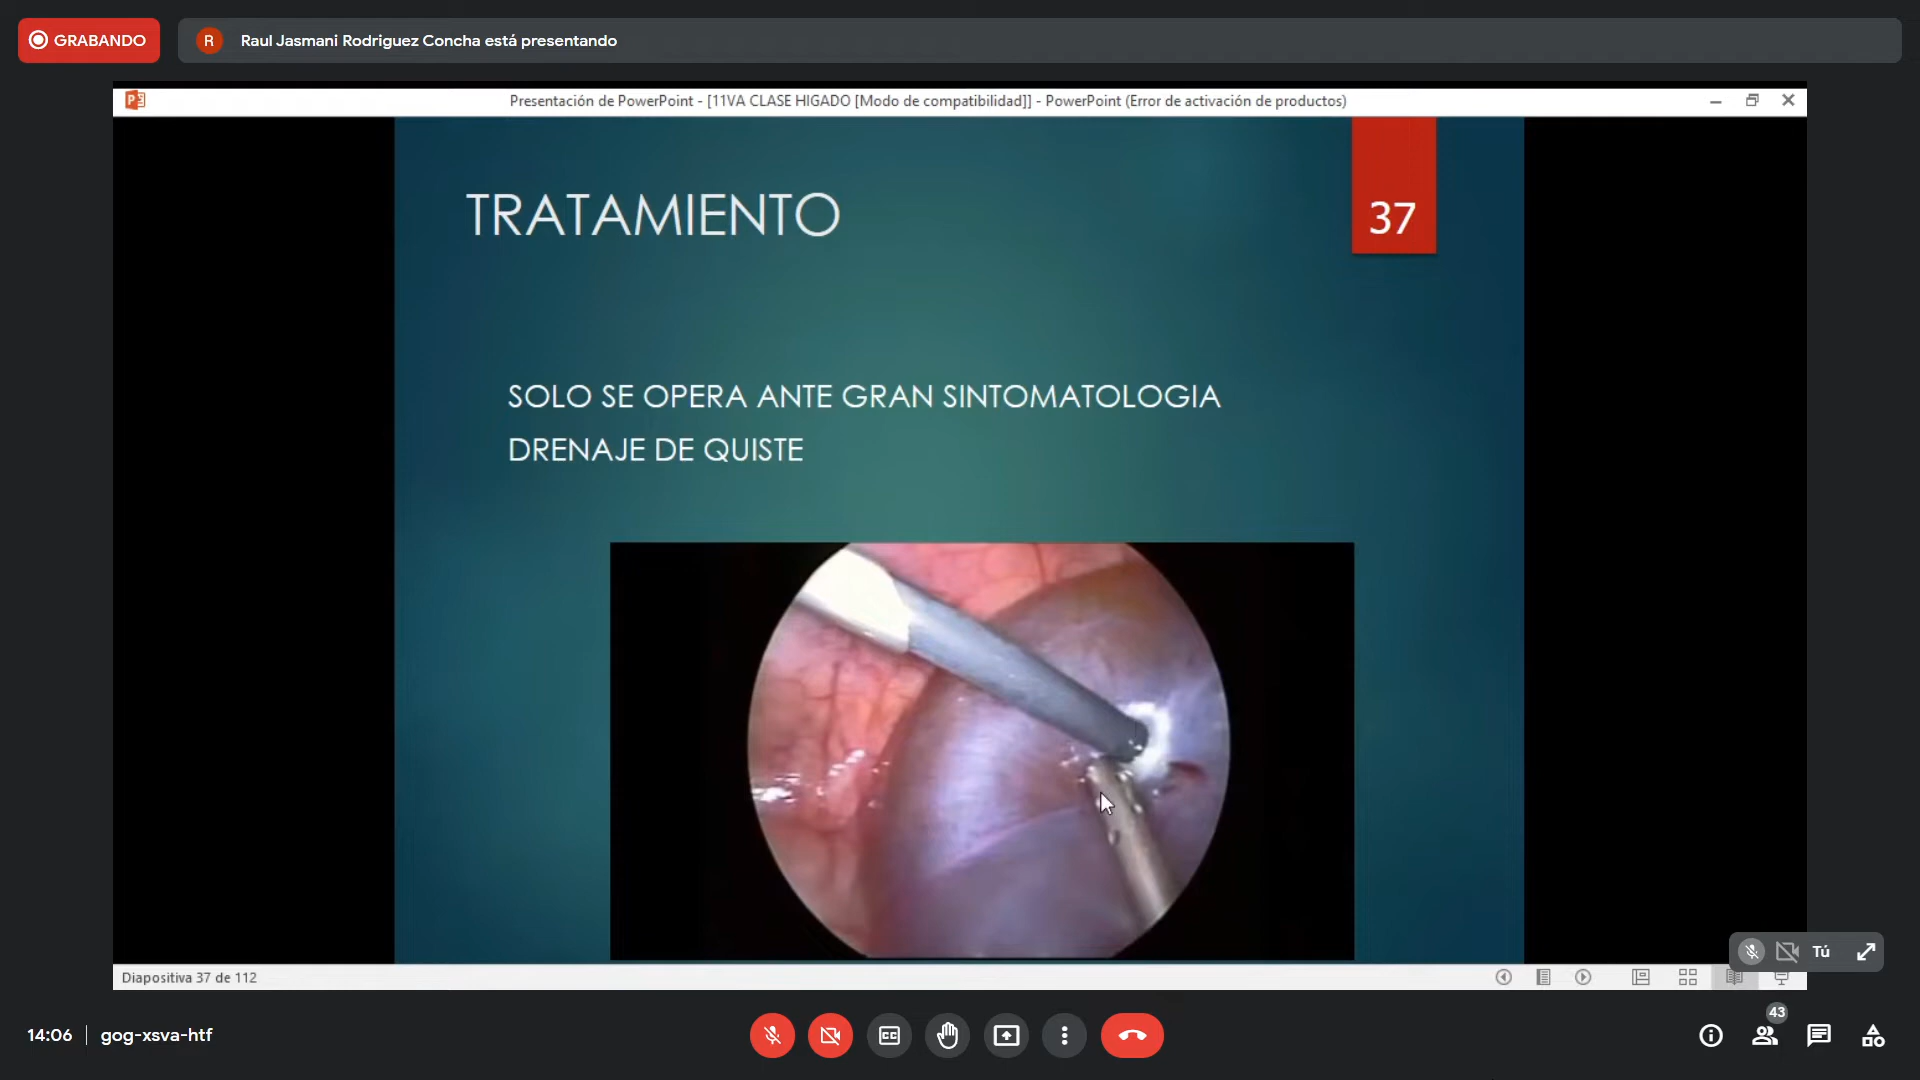 GRABANDO
R
Raul Jasmani Rodriguez Concha está presentando
Presentación de PowerPoint - [11VA CLASE HIGADO [Modo de compatibilidad]] - PowerPoint (Error de activación de productos)
TRATAMIENTO
37
SOLO SE OPERA ANTE GRAN SINTOMATOLOGIA
DRENAJE DE QUISTE
Tú
Diapositiva 37 de 112
14:06
gog-xsva-htf
CC
43